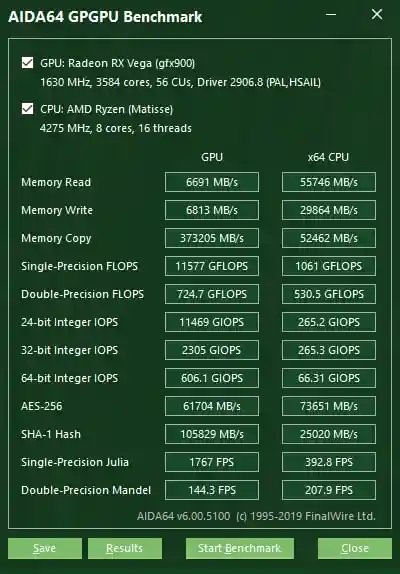 AIDA64 GPGPU Benchmark
GPU: Radeon RX Vega (gfx900)
1630 MHz, 3584 cores, 56 CUs, Driver 2906.8 (PAL,HSAIL)
CPU: AMD Ryzen (Matisse)
4275 MHz, 8 cores, 16 threads
GPU x64 CPU
Memory Read 6691 MB/s 55746 MB/s
Memory Write 6813 MB/s 29864 MB/s
Memory Copy 373205 MB/s 52462 MB/s
Single-Precision FLOPS 11577 GFLOPS 1061 GFLOPS
Double-Precision FLOPS 724.7 GFLOPS 530.5 GFLOPS
24-bit Integer IOPS 11469 GIOPS 265.2 GIOPS
32-bit Integer IOPS 2305 GIOPS 265.3 GIOPS
64-bit Integer IOPS 606.1 GIOPS 66.31 GIOPS
AES-256 61704 MB/s 73651 MB/s
SHA-1 Hash 105829 MB/s 25020 MB/s
Single-Precision Julia 1767 FPS 392.8 FPS
Double-Precision Mandel 144.3 FPS 207.9 FPS
AIDA64 v6.00.5100 (c) 1995-2019 FinalWire Ltd.
Save Results Start Benchmark Close